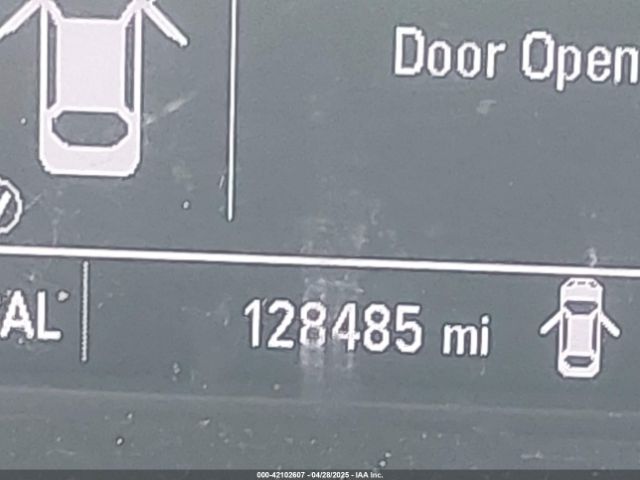 Door Open
AL
128485 mi
000-42102607 - 04/28/2025 - IAA Inc.